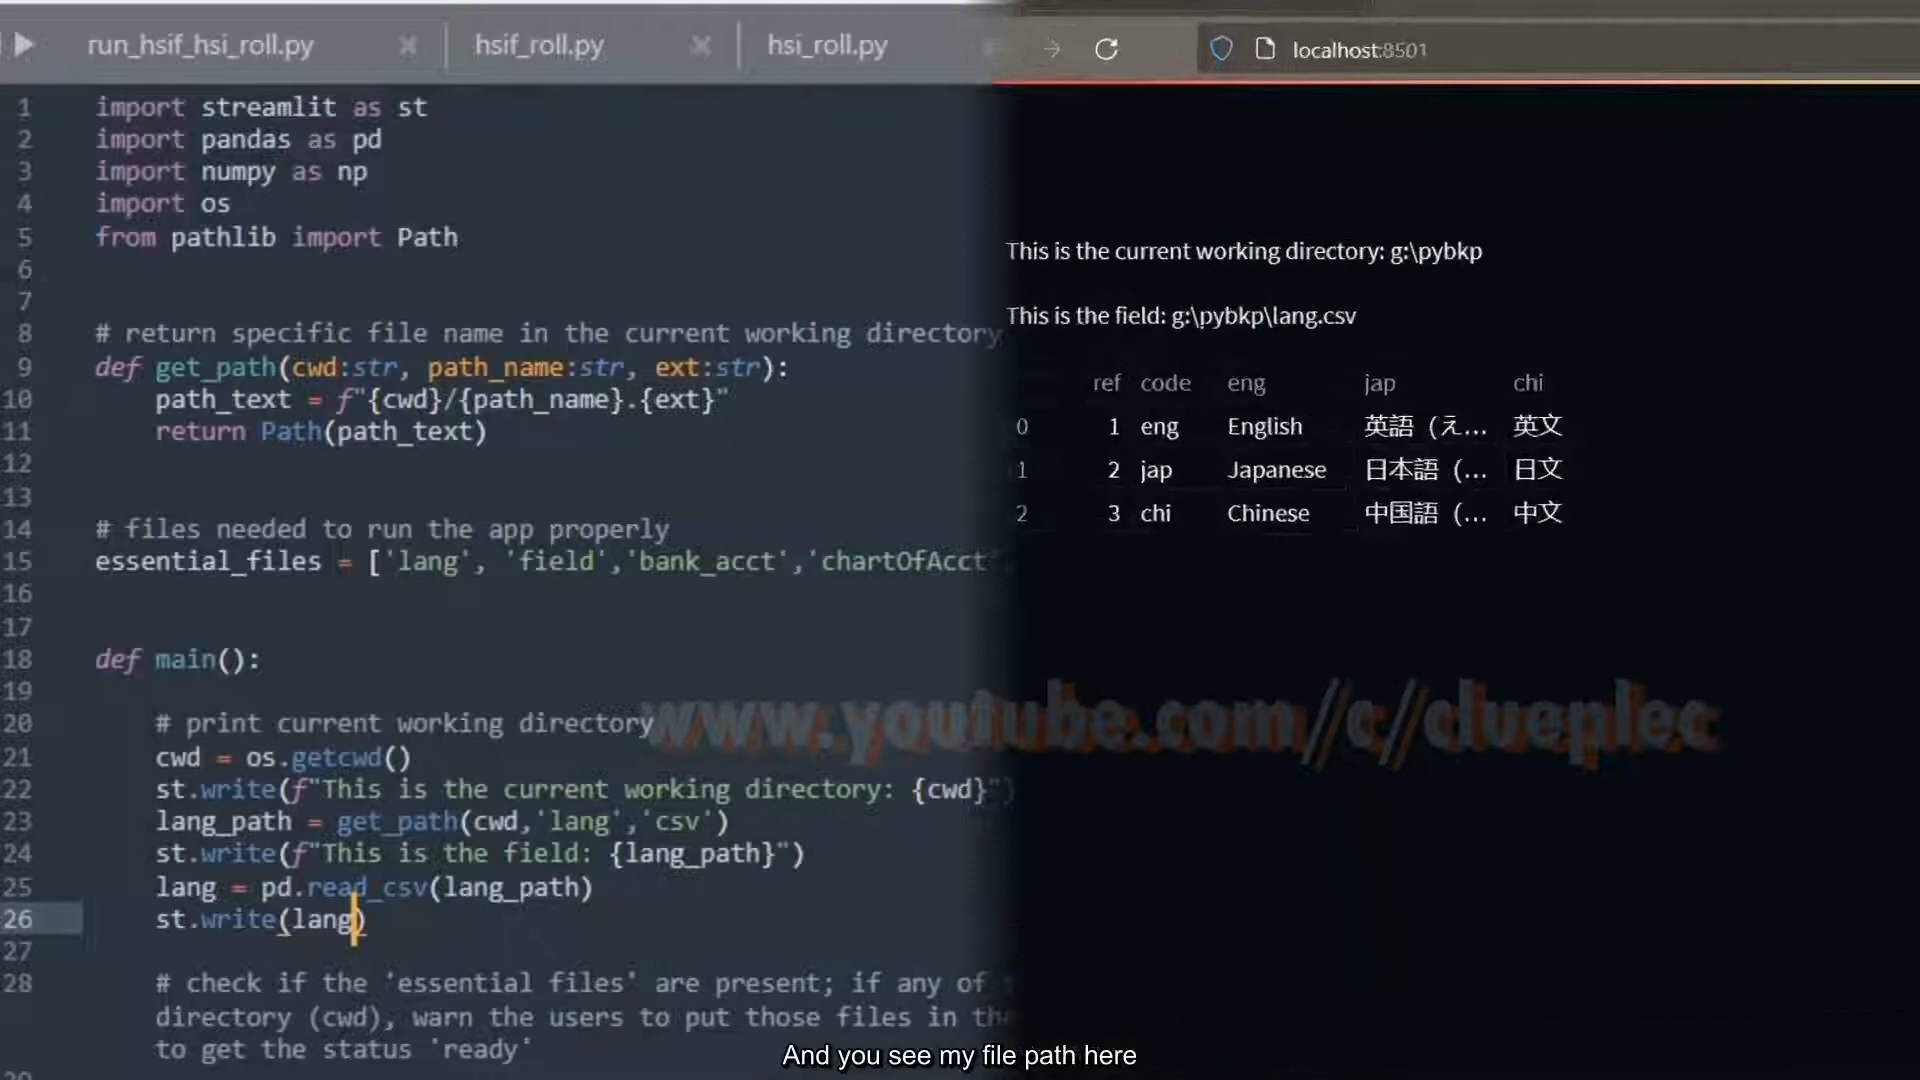 run_hsif_hsi_roll.py × hsif_roll.py × hsi_roll.py
1 import streamlit as st
2 import pandas as pd
3 import numpy as np
4 import os
5 from pathlib import Path
6
7
8 # return specific file name in the current working directory
9 def get_path(cwd:str, path_name:str, ext:str):
10 path_text = f"{cwd}/{path_name}.{ext}"
11 return Path(path_text)
12
13
14 # files needed to run the app properly
15 essential_files = ['lang', 'field','bank_acct','chartOfAcct'
16
17
18 def main():
19
20 # print current working directory
21 cwd = os.getcwd()
22 st.write(f"This is the current working directory: {cwd}")
23 lang_path = get_path(cwd,'lang','csv')
24 st.write(f"This is the field: {lang_path}")
25 lang = pd.read_csv(lang_path)
26 st.write(lang)
27
28 # check if the 'essential files' are present; if any of
directory (cwd), warn the users to put those files in the
to get the status 'ready'
localhost:8501
This is the current working directory: g:\pybkp
This is the field: g:\pybkp\lang.csv
ref code eng jap chi
0 1 eng English 英語（え... 英文
1 2 jap Japanese 日本語（... 日文
2 3 chi Chinese 中国語（... 中文
www.youtube.com//c//clueplec
And you see my file path here